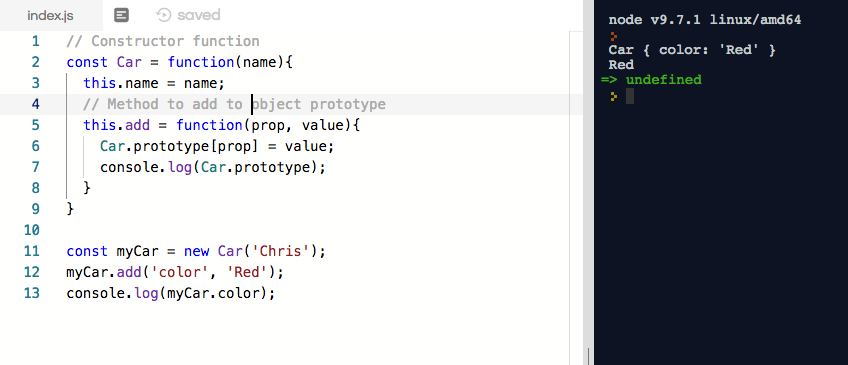 index.js saved
1 // Constructor function
2 const Car = function(name){
3 this.name = name;
4 // Method to add to object prototype
5 this.add = function(prop, value){
6 Car.prototype[prop] = value;
7 console.log(Car.prototype);
8 }
9 }
10
11 const myCar = new Car('Chris');
12 myCar.add('color', 'Red');
13 console.log(myCar.color);
node v9.7.1 linux/amd64
Car { color: 'Red' }
Red
=> undefined